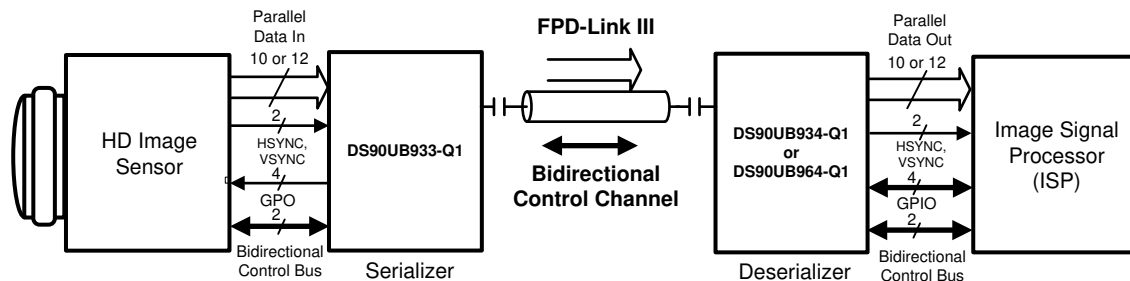 Parallel
Data In
10 or 12
HD Image
Sensor
2
HSYNC,
VSYNC
4
GPO
2
Bidirectional
Control Bus
DS90UB933-Q1
Serializer
FPD-Link III
Bidirectional
Control Channel
DS90UB934-Q1
or
DS90UB964-Q1
Deserializer
Parallel
Data Out
10 or 12
2
HSYNC,
VSYNC
4
GPIO
2
Bidirectional
Control Bus
Image Signal
Processor
(ISP)